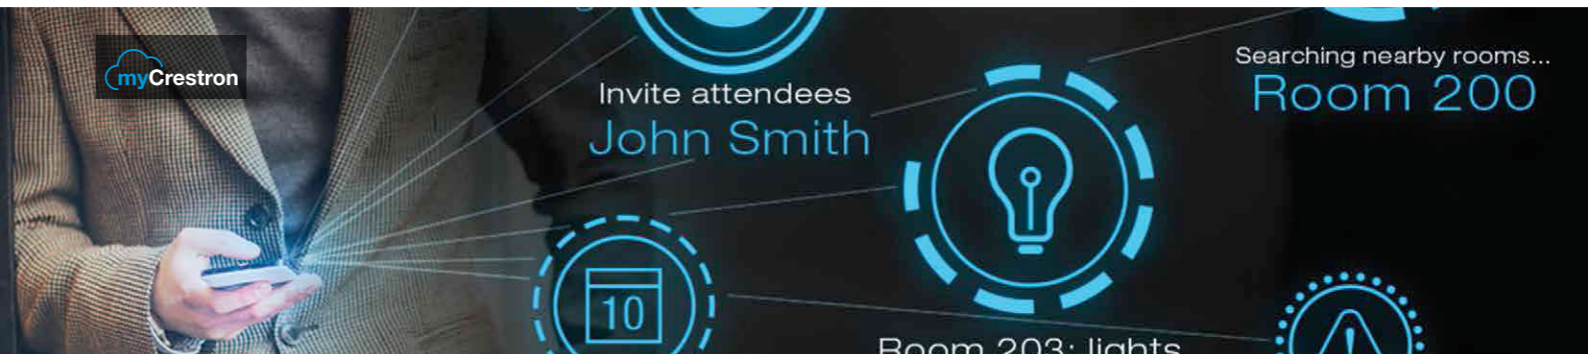 myCrestron
Invite attendees
John Smith
Searching nearby rooms...
Room 200
10
Room 203: lights